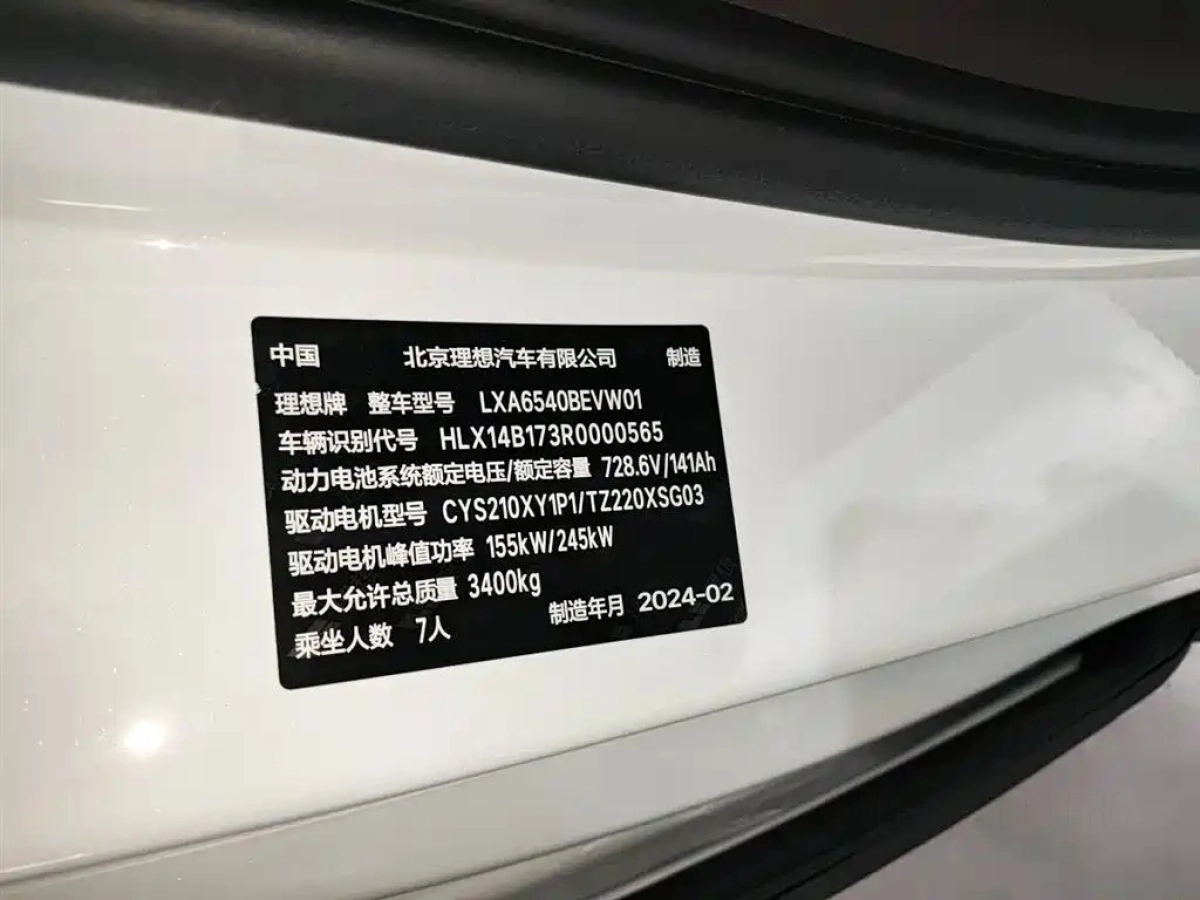 中国 北京理想汽车有限公司 制造
理想牌 整车型号 LXA6540BEVW01
车辆识别代号 HLX14B173R0000565
动力电池系统额定电压/额定容量 728.6V/141Ah
驱动电机型号 CYS210XY1P1/TZ220XSG03
驱动电机峰值功率 155kW/245kW
最大允许总质量 3400kg
乘坐人数 7人 制造年月 2024-02